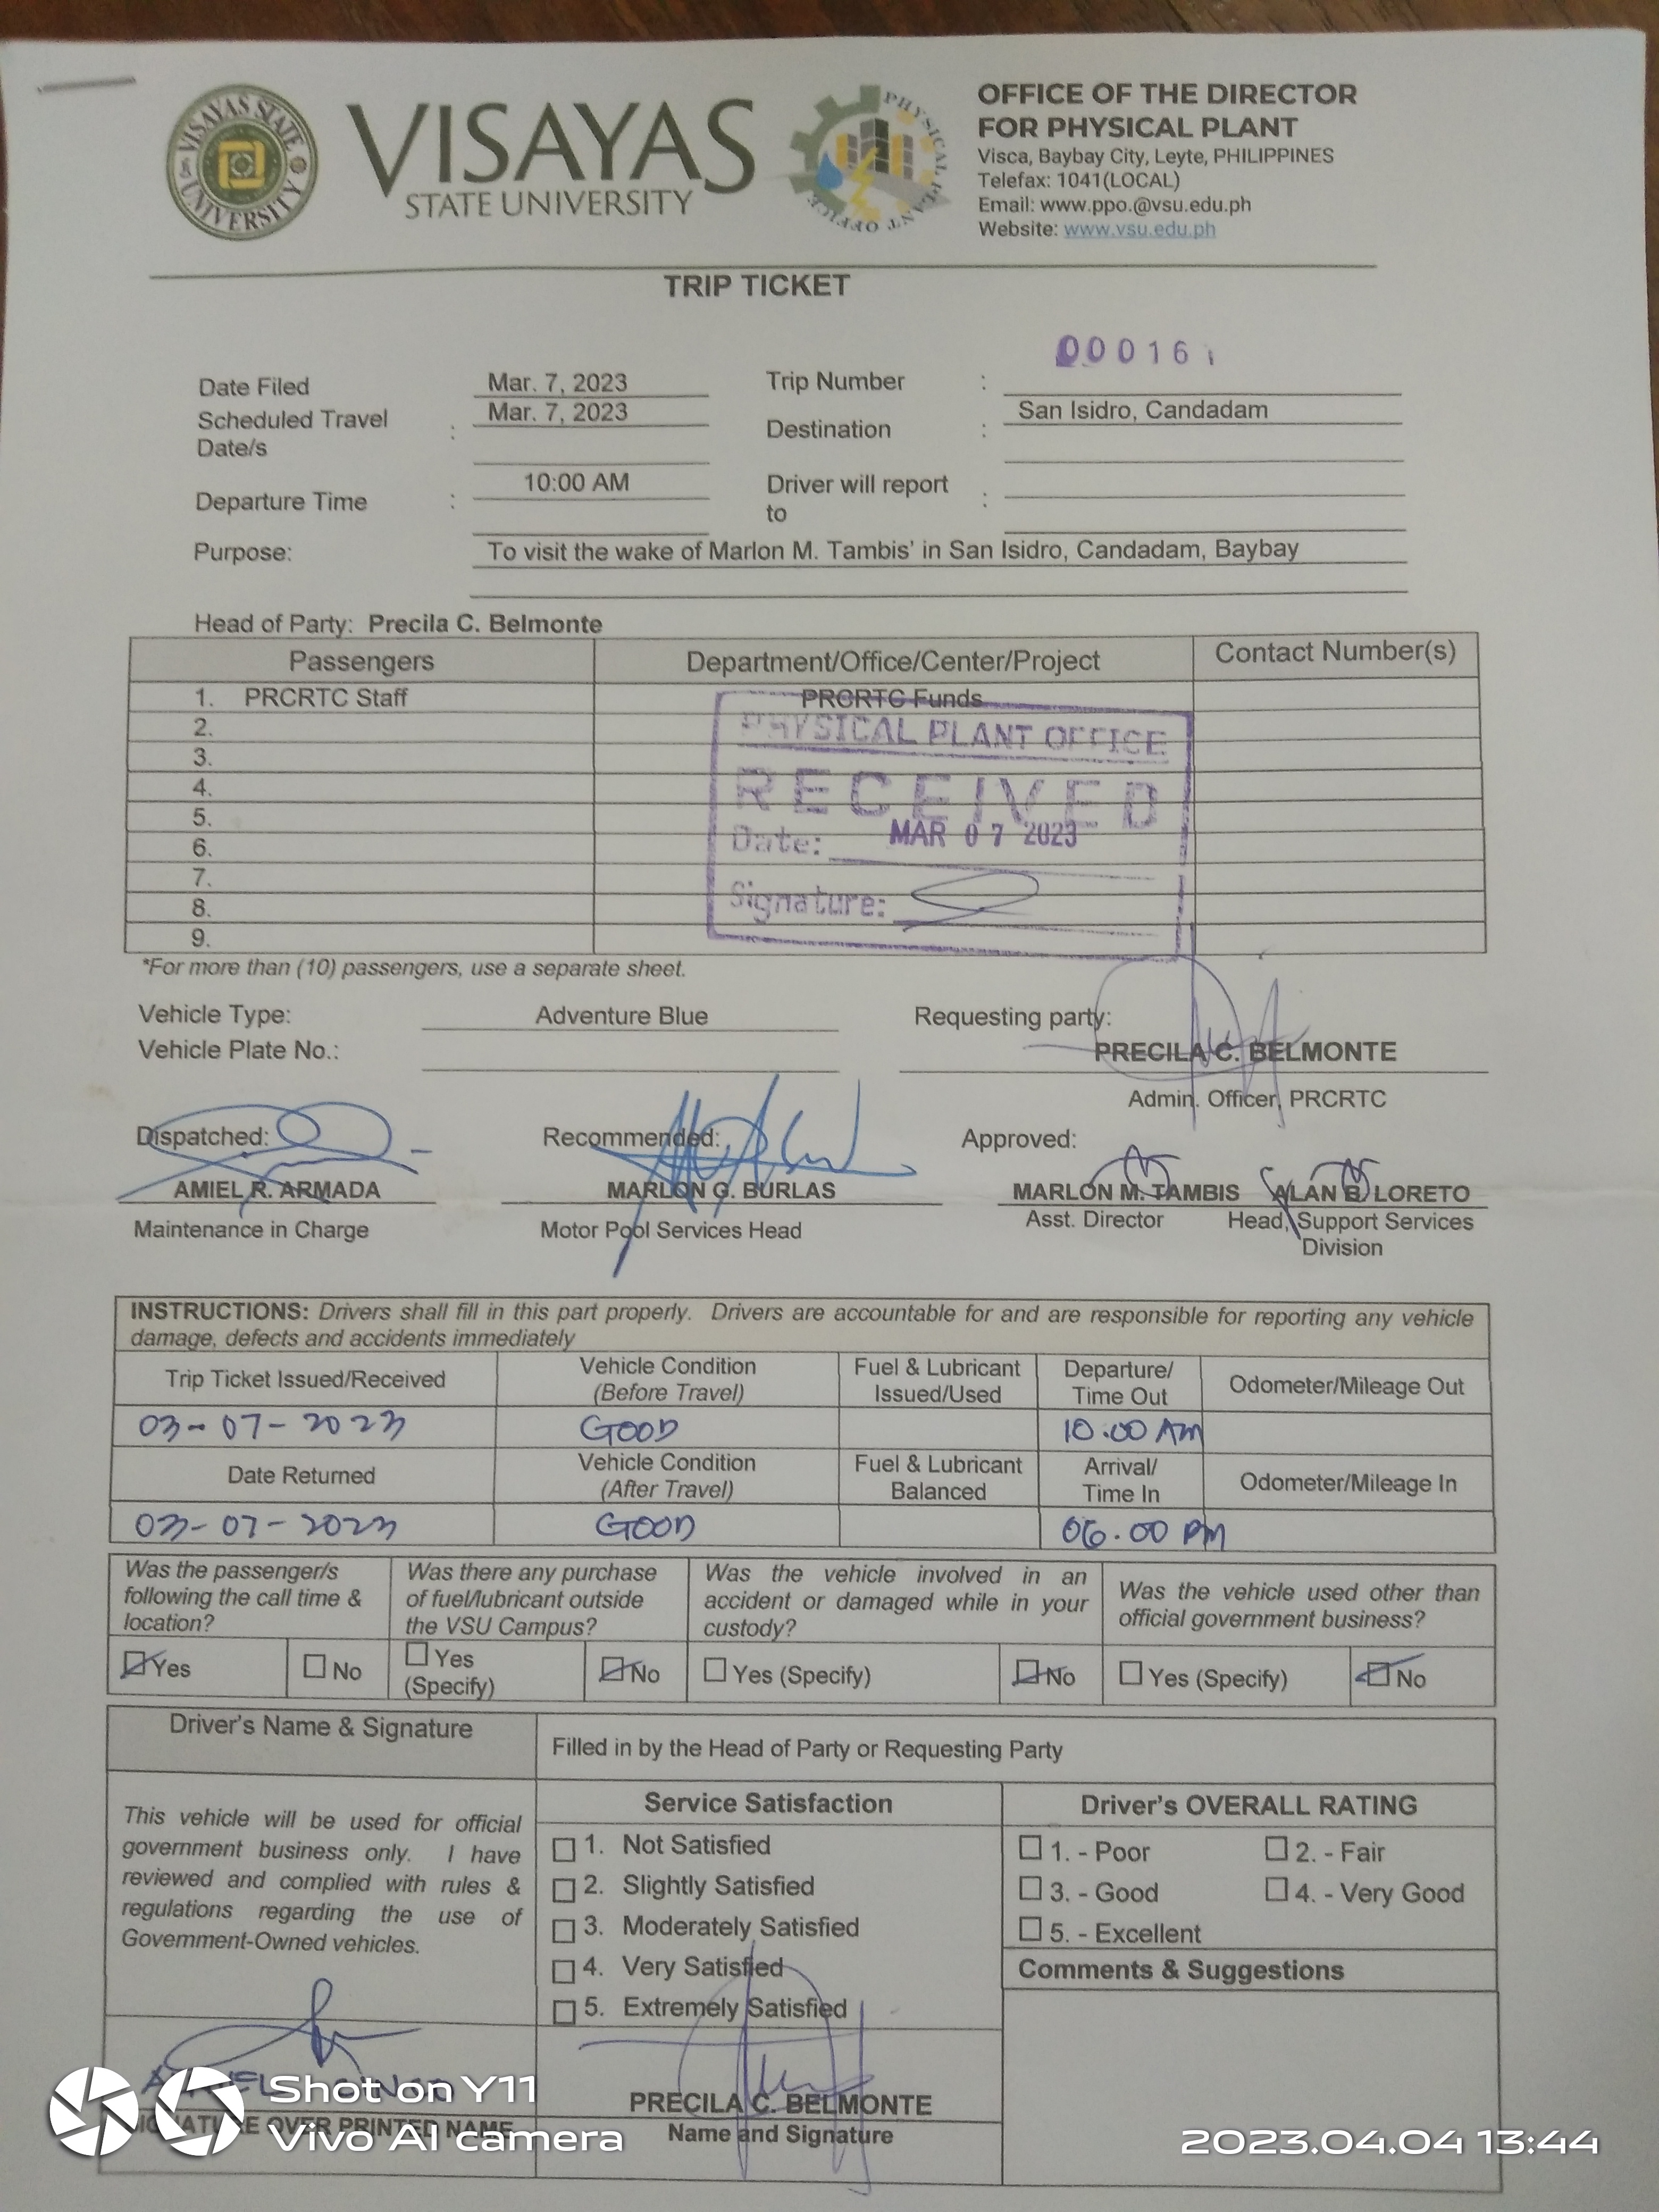 VISAYAS STATE UNIVERSITY
VISAYAS
STATE UNIVERSITY
PHYSICAL PLANT OFFICE
OFFICE OF THE DIRECTOR
FOR PHYSICAL PLANT
Visca, Baybay City, Leyte, PHILIPPINES
Telefax: 1041(LOCAL)
Email: www.ppo.@vsu.edu.ph
Website: www.vsu.edu.ph
TRIP TICKET
00016
Date Filed Mar. 7, 2023 Trip Number :
Scheduled Travel Date/s : Mar. 7, 2023 Destination : San Isidro, Candadam
Departure Time : 10:00 AM Driver will report to :
Purpose: To visit the wake of Marlon M. Tambis' in San Isidro, Candadam, Baybay
Head of Party: Precila C. Belmonte
Passengers Department/Office/Center/Project Contact Number(s)
1. PRCRTC Staff PRCRTC Funds
2.
3.
4.
5.
6.
7.
8.
9.
PHYSICAL PLANT OFFICE
RECEIVED
Date: MAR 07 2023
Signature:
*For more than (10) passengers, use a separate sheet.
Vehicle Type: Adventure Blue Requesting party:
Vehicle Plate No.: PRECILA C. BELMONTE
Admin. Officer, PRCRTC
Dispatched: Recommended: Approved:
AMIEL R. ARMADA MARLON G. BURLAS MARLON M. TAMBIS ALAN B. LORETO
Maintenance in Charge Motor Pool Services Head Asst. Director Head, Support Services
Division
INSTRUCTIONS: Drivers shall fill in this part properly. Drivers are accountable for and are responsible for reporting any vehicle
damage, defects and accidents immediately
Trip Ticket Issued/Received Vehicle Condition (Before Travel) Fuel & Lubricant Issued/Used Departure/ Time Out Odometer/Mileage Out
03-07-2023 GOOD 10:00 AM
Date Returned Vehicle Condition (After Travel) Fuel & Lubricant Balanced Arrival/ Time In Odometer/Mileage In
03-07-2023 GOOD 06:00 PM
Was the passenger/s following the call time & location? Was there any purchase of fuel/lubricant outside the VSU Campus? Was the vehicle involved in an accident or damaged while in your custody? Was the vehicle used other than official government business?
Yes No Yes (Specify) No Yes (Specify) No Yes (Specify) No
Driver's Name & Signature
Filled in by the Head of Party or Requesting Party
This vehicle will be used for official
government business only. I have
reviewed and complied with rules &
regulations regarding the use of
Government-Owned vehicles.
SIGNATURE OVER PRINTED NAME
Service Satisfaction
1. Not Satisfied
2. Slightly Satisfied
3. Moderately Satisfied
4. Very Satisfied
5. Extremely Satisfied
PRECILA C. BELMONTE
Name and Signature
Driver's OVERALL RATING
1. - Poor 2. - Fair
3. - Good 4. - Very Good
5. - Excellent
Comments & Suggestions
Shot on Y11
Vivo AI camera
2023.04.04 13:44